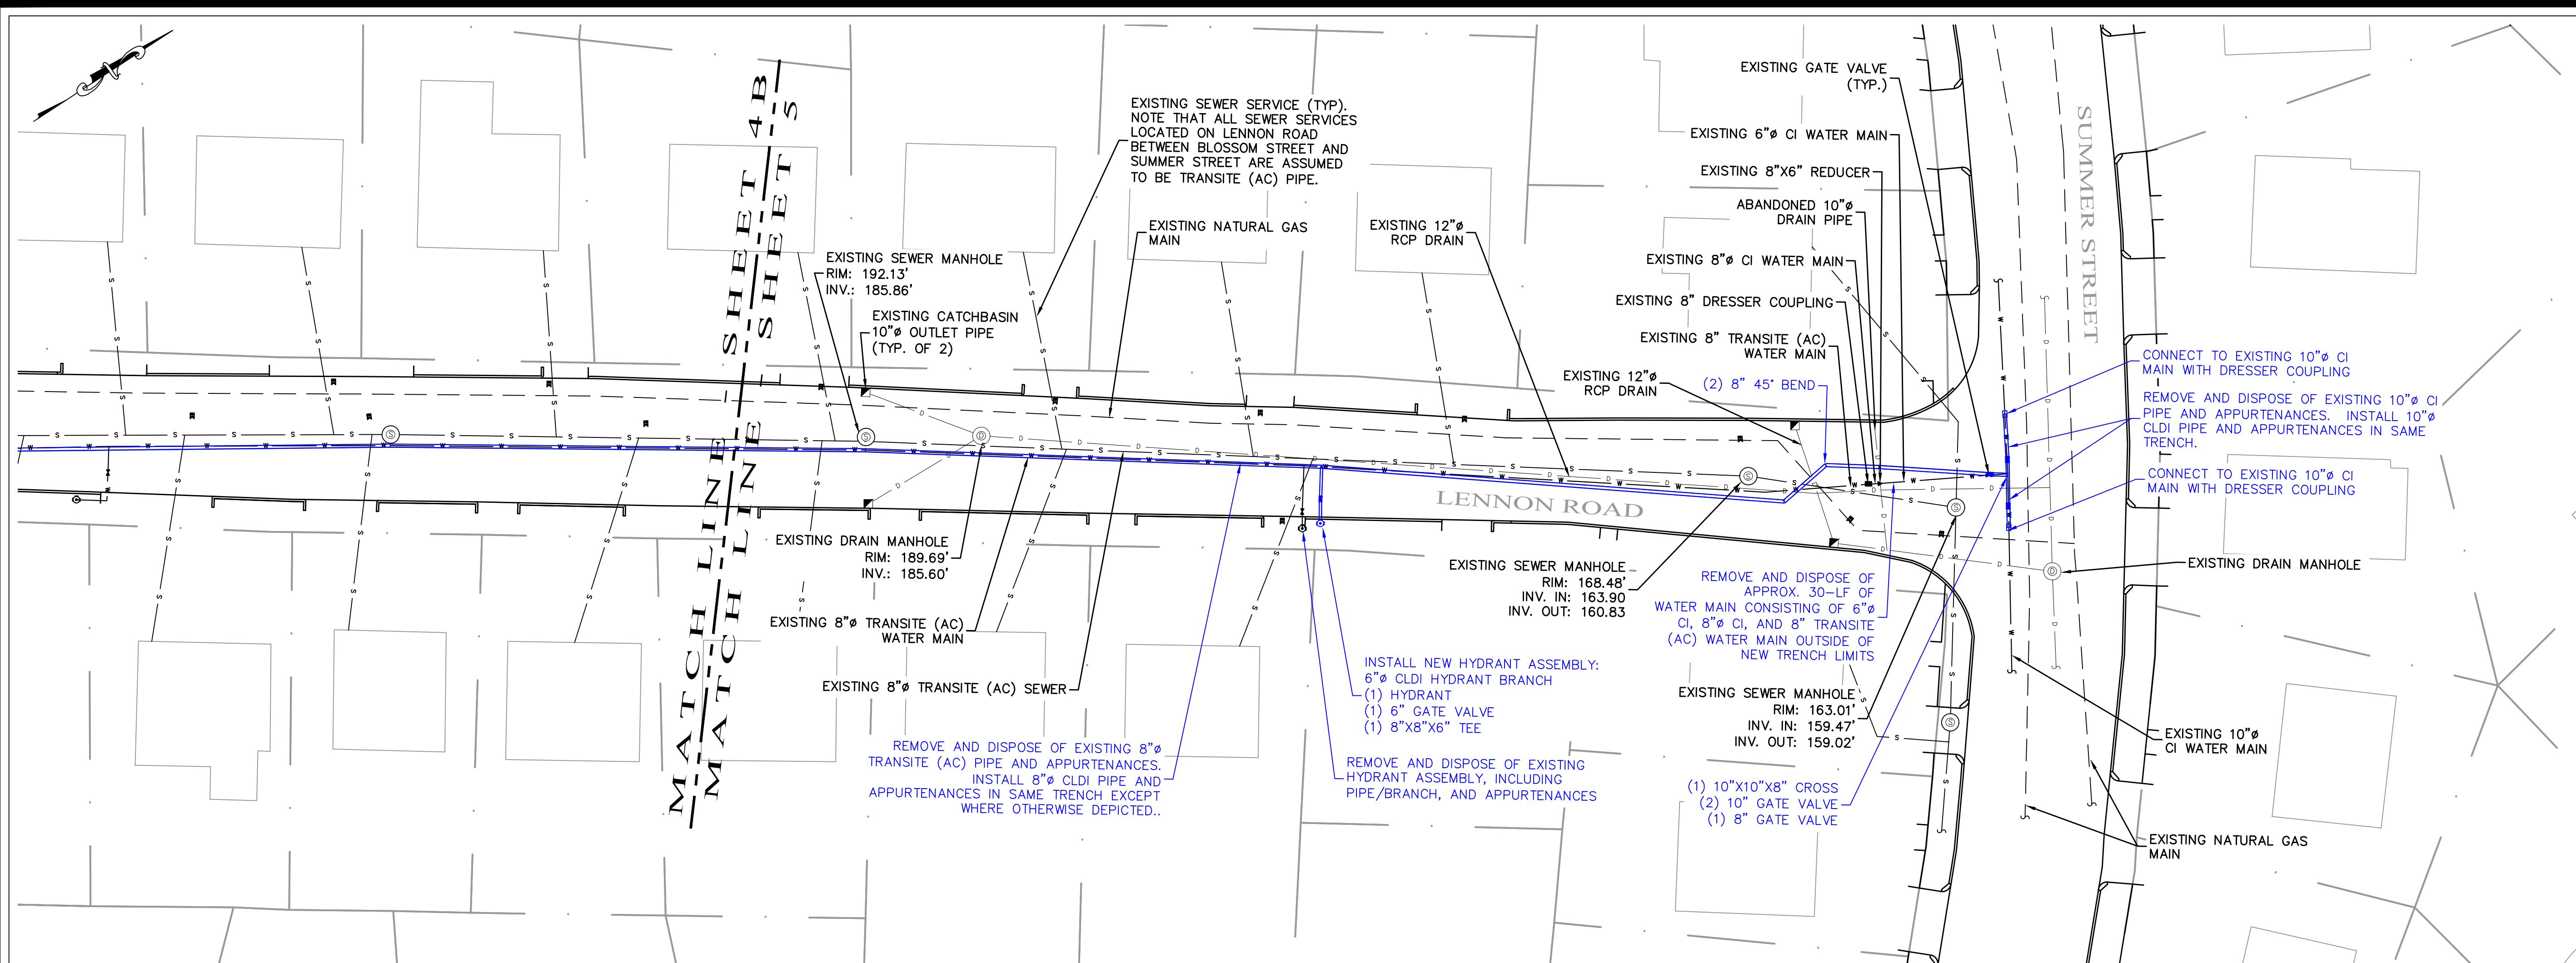 EXISTING SEWER SERVICE (TYP).
NOTE THAT ALL SEWER SERVICES
LOCATED ON LENNON ROAD
BETWEEN BLOSSOM STREET AND
SUMMER STREET ARE ASSUMED
TO BE TRANSITE (AC) PIPE.
EXISTING NATURAL GAS
MAIN
EXISTING SEWER MANHOLE
RIM: 192.13'
INV.: 185.86'
EXISTING CATCHBASIN
10"ø OUTLET PIPE
(TYP. OF 2)
EXISTING 12"ø
RCP DRAIN
EXISTING GATE VALVE
(TYP.)
EXISTING 6"ø CI WATER MAIN
EXISTING 8"X6" REDUCER
ABANDONED 10"ø
DRAIN PIPE
EXISTING 8"ø CI WATER MAIN
EXISTING 8" DRESSER COUPLING
EXISTING 8" TRANSITE (AC)
WATER MAIN
EXISTING 12"ø
RCP DRAIN
(2) 8" 45° BEND
SUMMER STREET
CONNECT TO EXISTING 10"ø CI
MAIN WITH DRESSER COUPLING
REMOVE AND DISPOSE OF EXISTING 10"ø CI
PIPE AND APPURTENANCES. INSTALL 10"ø
CLDI PIPE AND APPURTENANCES IN SAME
TRENCH.
CONNECT TO EXISTING 10"ø CI
MAIN WITH DRESSER COUPLING
MATCH LINE - SHEET 4B
MATCH LINE - SHEET 5
LENNON ROAD
EXISTING DRAIN MANHOLE
RIM: 189.69'
INV.: 185.60'
EXISTING 8"ø TRANSITE (AC)
WATER MAIN
EXISTING 8"ø TRANSITE (AC) SEWER
REMOVE AND DISPOSE OF EXISTING 8"ø
TRANSITE (AC) PIPE AND APPURTENANCES.
INSTALL 8"ø CLDI PIPE AND
APPURTENANCES IN SAME TRENCH EXCEPT
WHERE OTHERWISE DEPICTED..
EXISTING SEWER MANHOLE
RIM: 168.48'
INV. IN: 163.90
INV. OUT: 160.83
INSTALL NEW HYDRANT ASSEMBLY:
6"ø CLDI HYDRANT BRANCH
(1) HYDRANT
(1) 6" GATE VALVE
(1) 8"X8"X6" TEE
REMOVE AND DISPOSE OF EXISTING
HYDRANT ASSEMBLY, INCLUDING
PIPE/BRANCH, AND APPURTENANCES
REMOVE AND DISPOSE OF
APPROX. 30-LF OF
WATER MAIN CONSISTING OF 6"ø
CI, 8"ø CI, AND 8" TRANSITE
(AC) WATER MAIN OUTSIDE OF
NEW TRENCH LIMITS
EXISTING SEWER MANHOLE
RIM: 163.01'
INV. IN: 159.47'
INV. OUT: 159.02'
(1) 10"X10"X8" CROSS
(2) 10" GATE VALVE
(1) 8" GATE VALVE
EXISTING DRAIN MANHOLE
EXISTING 10"ø
CI WATER MAIN
EXISTING NATURAL GAS
MAIN